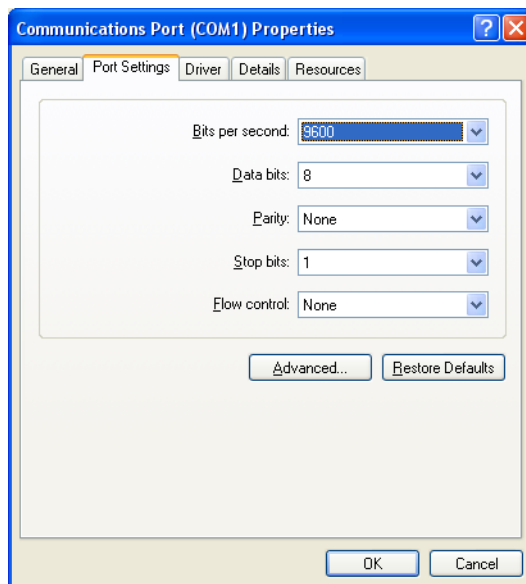 Communications Port (COM1) Properties
?
General Port Settings Driver Details Resources
Bits per second: 9600
Data bits: 8
Parity: None
Stop bits: 1
Flow control: None
Advanced... Restore Defaults
OK Cancel